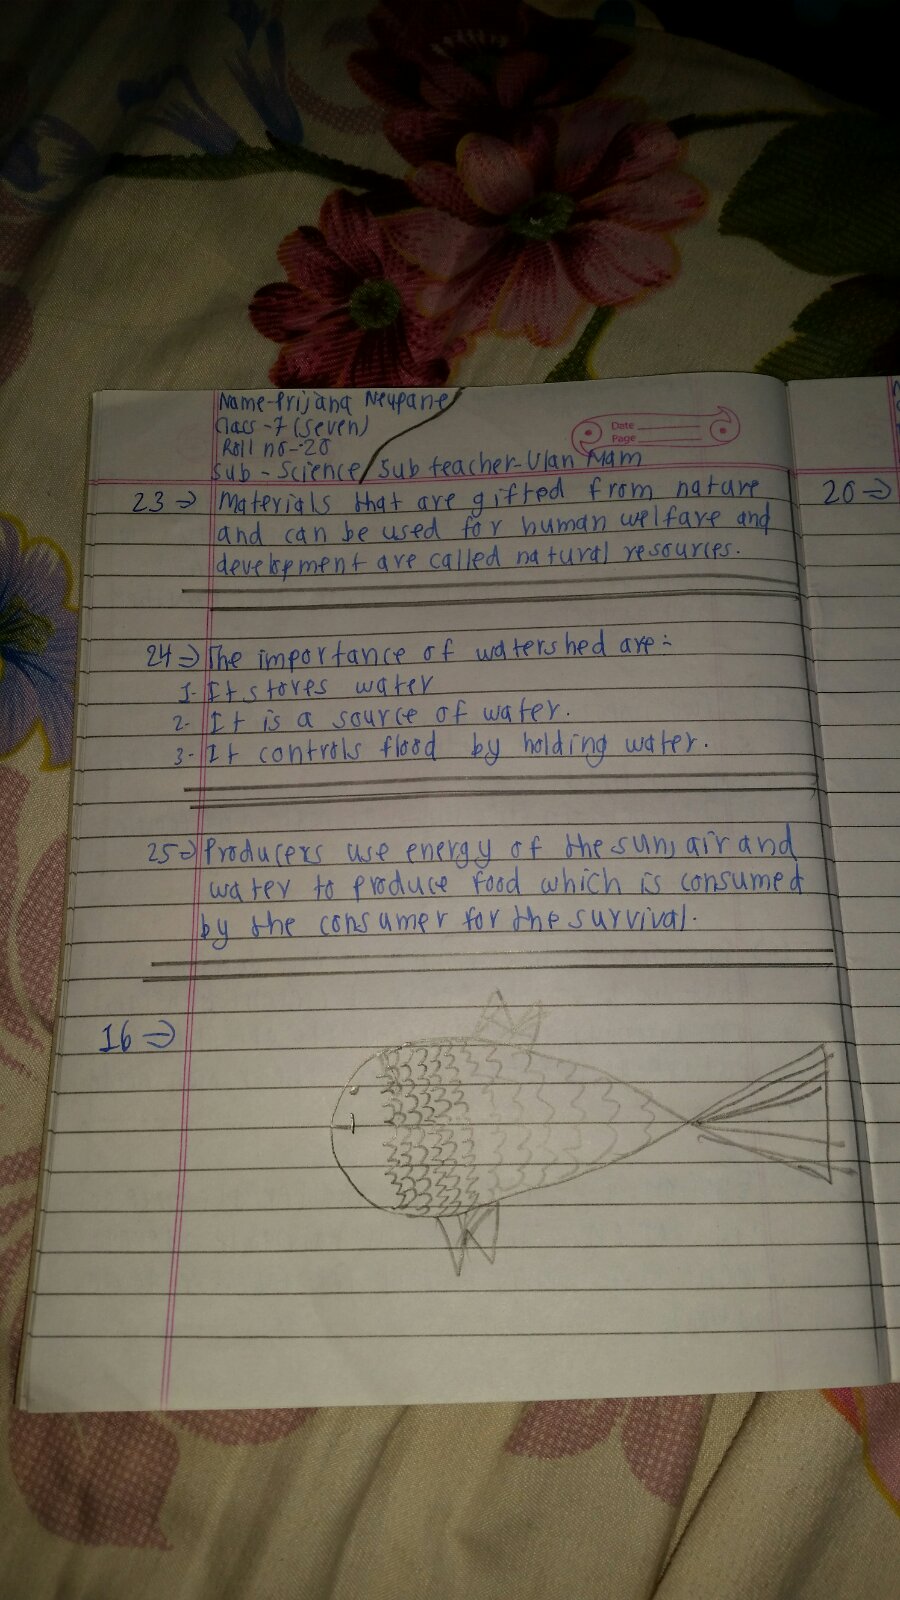 Name-Prijana Neupane
Class -7 (seven)
Roll no -20
Sub - Science/Sub teacher-Ulan Mam
Date
Page
23⇒ Materials that are gifted from nature
and can be used for human welfare and
development are called natural resources.
24⇒ The importance of watershed are:-
1- It stores water
2- It is a source of water.
3- It controls flood by holding water.
25⇒ Producers use energy of the sun, air and
water to produce food which is consumed
by the consumer for the survival.
16⇒
20⇒